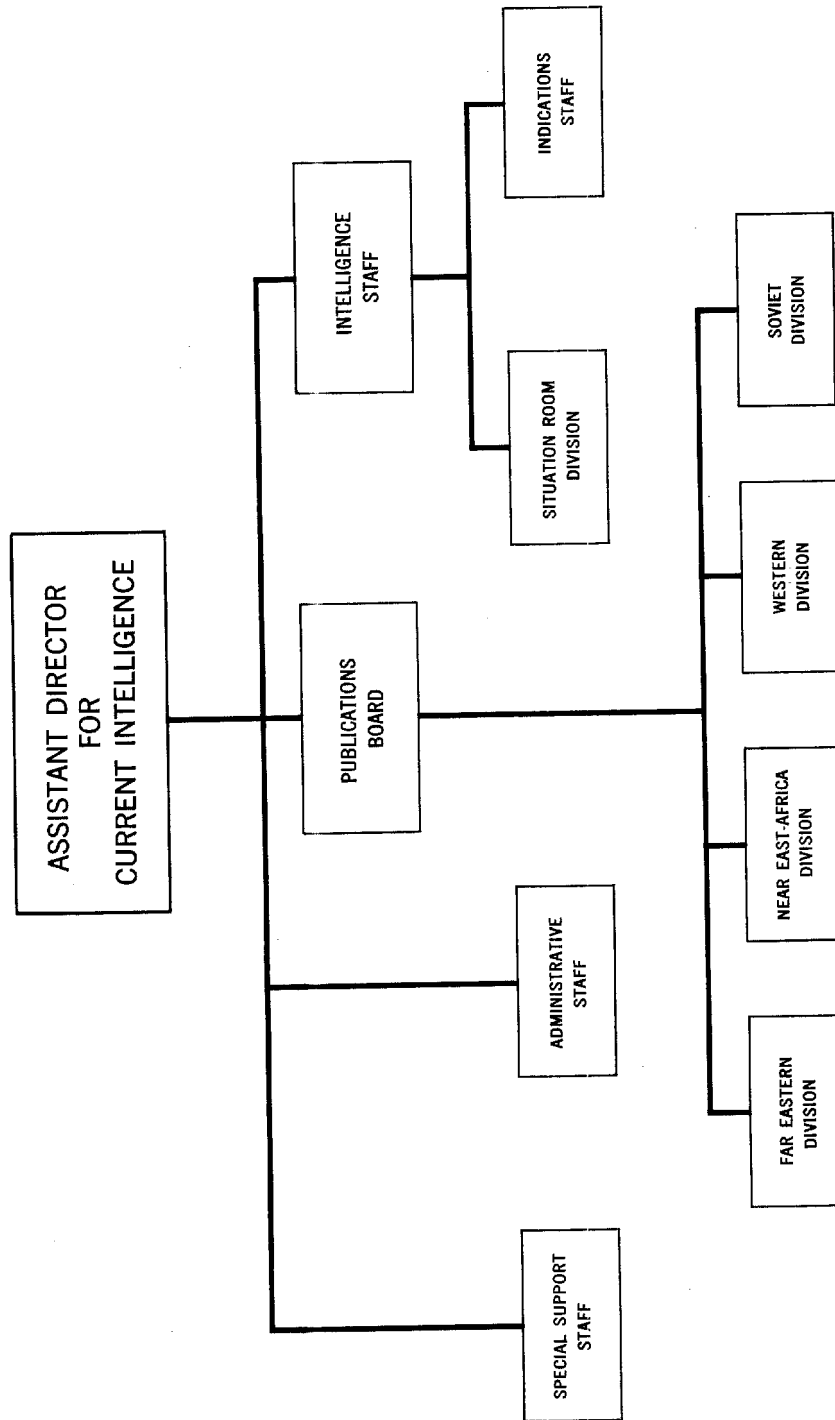 ASSISTANT DIRECTOR
FOR
CURRENT INTELLIGENCE
PUBLICATIONS
BOARD
INTELLIGENCE
STAFF
SPECIAL SUPPORT
STAFF
ADMINISTRATIVE
STAFF
SITUATION ROOM
DIVISION
INDICATIONS
STAFF
FAR EASTERN
DIVISION
NEAR EAST-AFRICA
DIVISION
WESTERN
DIVISION
SOVIET
DIVISION